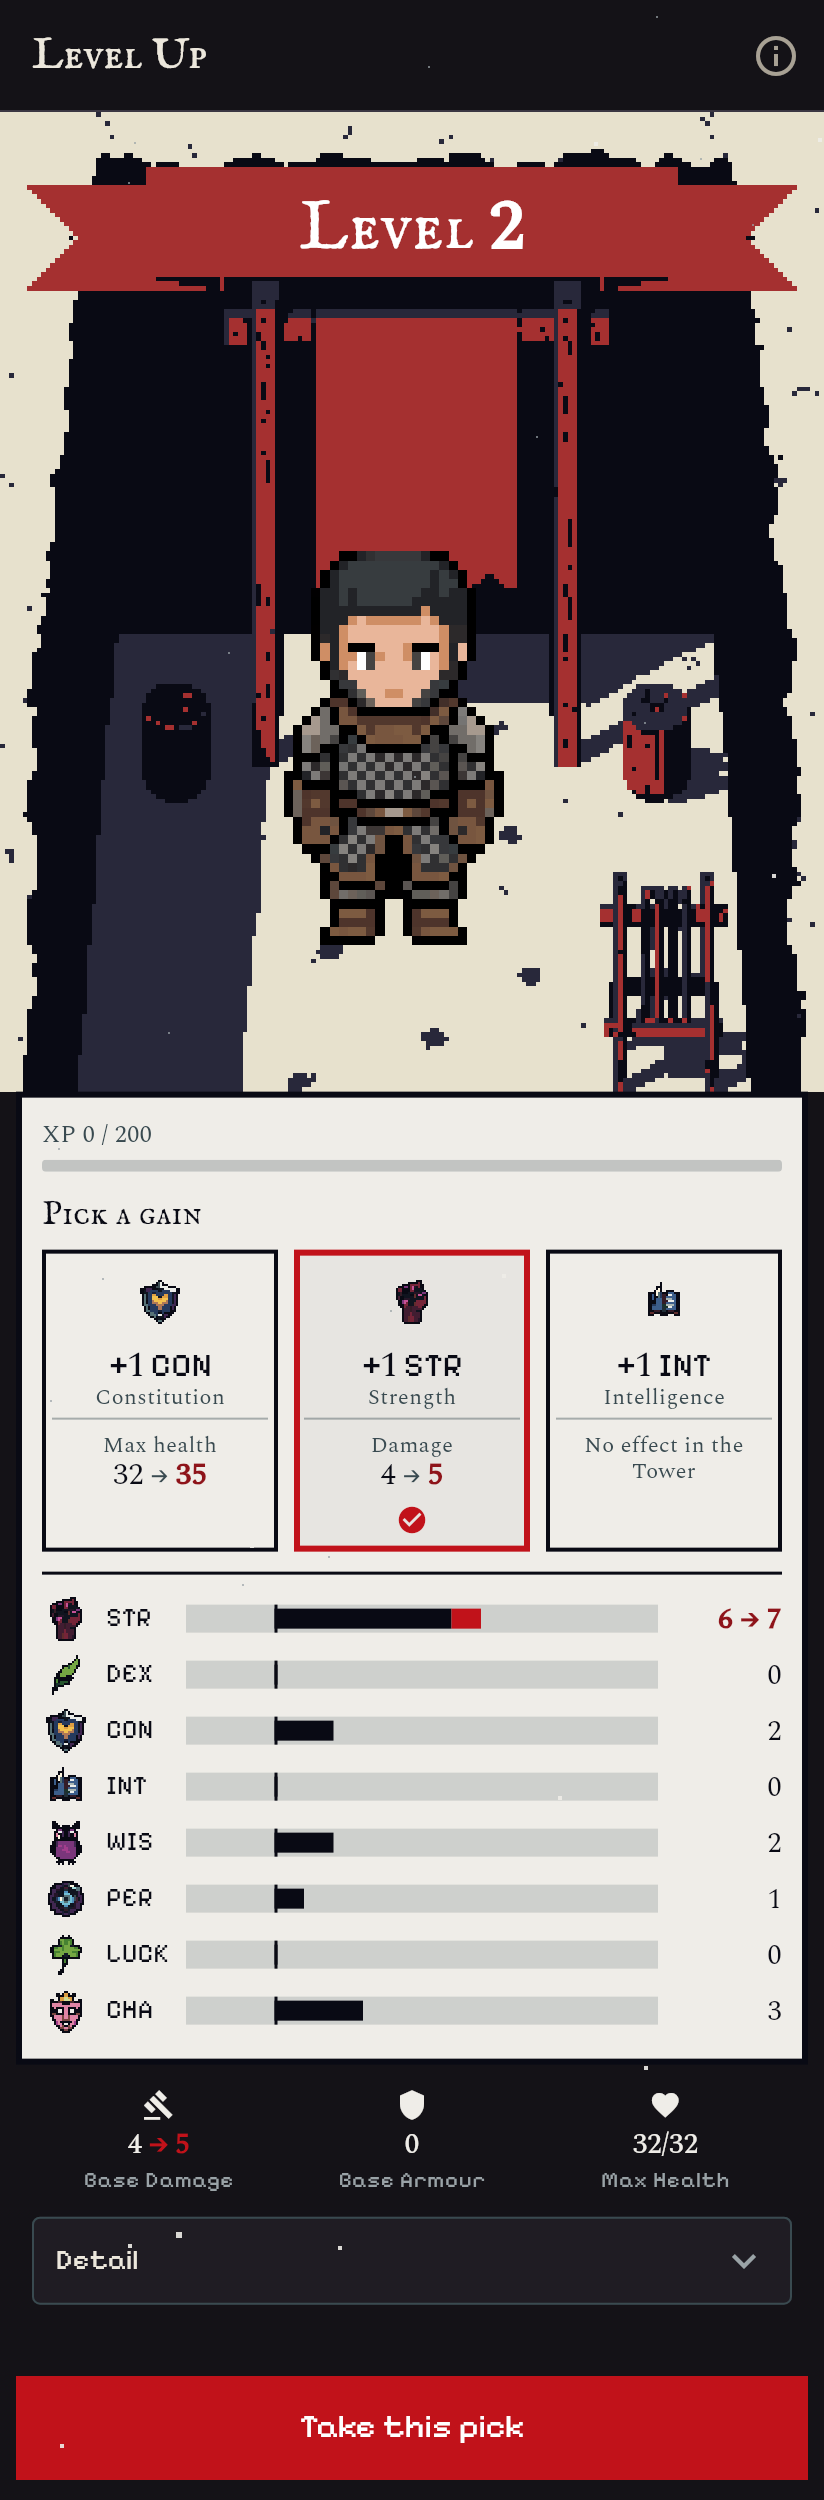 Level Up
Level 2
XP 0 / 200
Pick a gain
+1 CON
Constitution
Max health
32 → 35
+1 STR
Strength
Damage
4 → 5
+1 INT
Intelligence
No effect in the
Tower
STR 6 → 7
DEX 0
CON 2
INT 0
WIS 2
PER 1
LUCK 0
CHA 3
4 → 5
Base Damage
0
Base Armour
32/32
Max Health
Detail
Take this pick